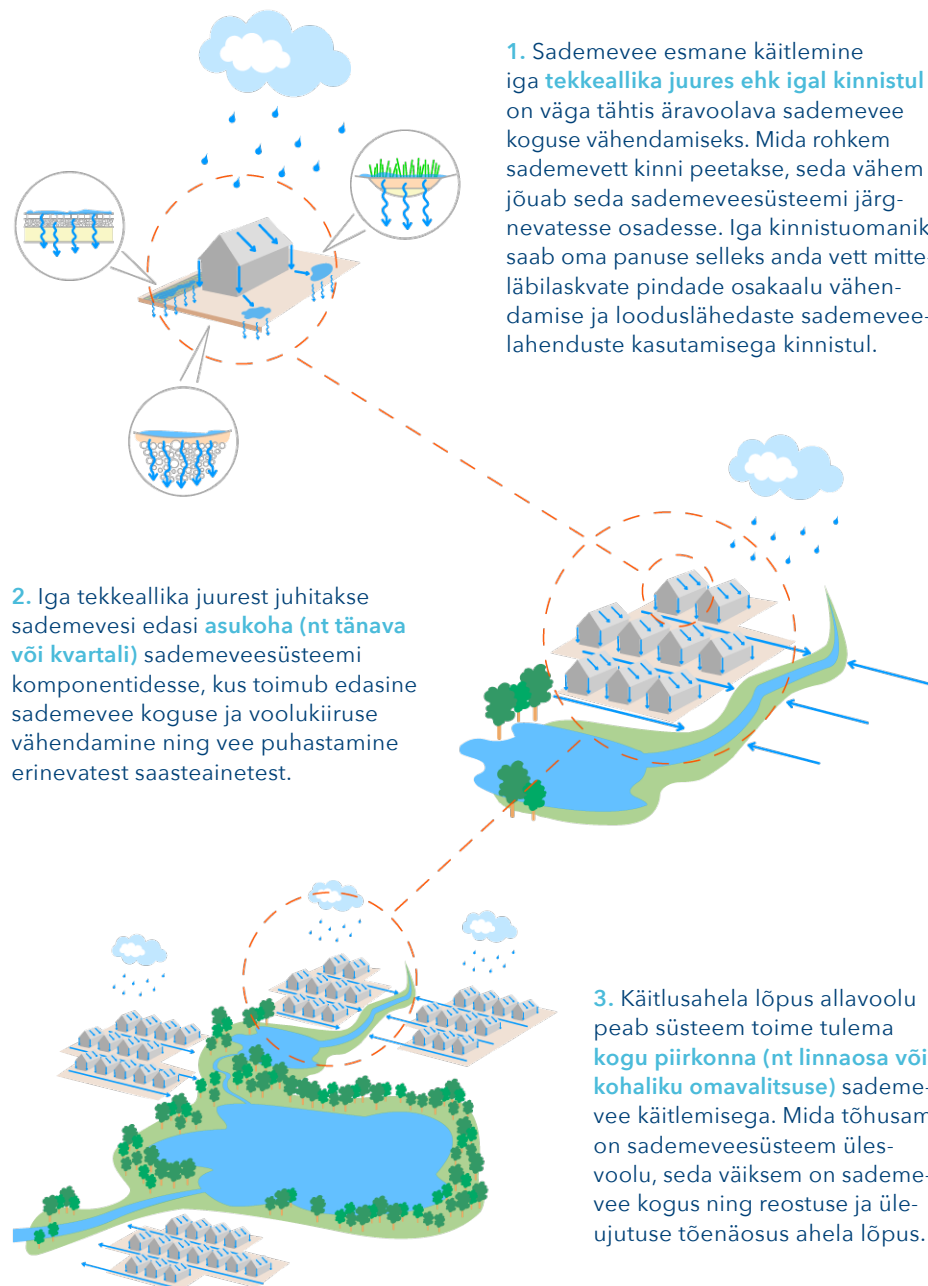 1. Sademevee esmane käitlemine
iga tekkeallika juures ehk igal kinnistul
on väga tähtis äravoolava sademevee
koguse vähendamiseks. Mida rohkem
sademevett kinni peetakse, seda vähem
jõuab seda sademeveesüsteemi järg-
nevatesse osadesse. Iga kinnistuomanik
saab oma panuse selleks anda vett mitte-
läbilaskvate pindade osakaalu vähen-
damise ja looduslähedaste sademevee-
lahenduste kasutamisega kinnistul.
2. Iga tekkeallika juurest juhitakse
sademevesi edasi asukoha (nt tänava
või kvartali) sademeveesüsteemi
komponentidesse, kus toimub edasine
sademevee koguse ja voolukiiruse
vähendamine ning vee puhastamine
erinevatest saasteainetest.
3. Käitlusahela lõpus allavoolu
peab süsteem toime tulema
kogu piirkonna (nt linnaosa või
kohaliku omavalitsuse) sademe-
vee käitlemisega. Mida tõhusam
on sademeveesüsteem üles-
voolu, seda väiksem on sademe-
vee kogus ning reostuse ja üle-
ujutuse tõenäosus ahela lõpus.